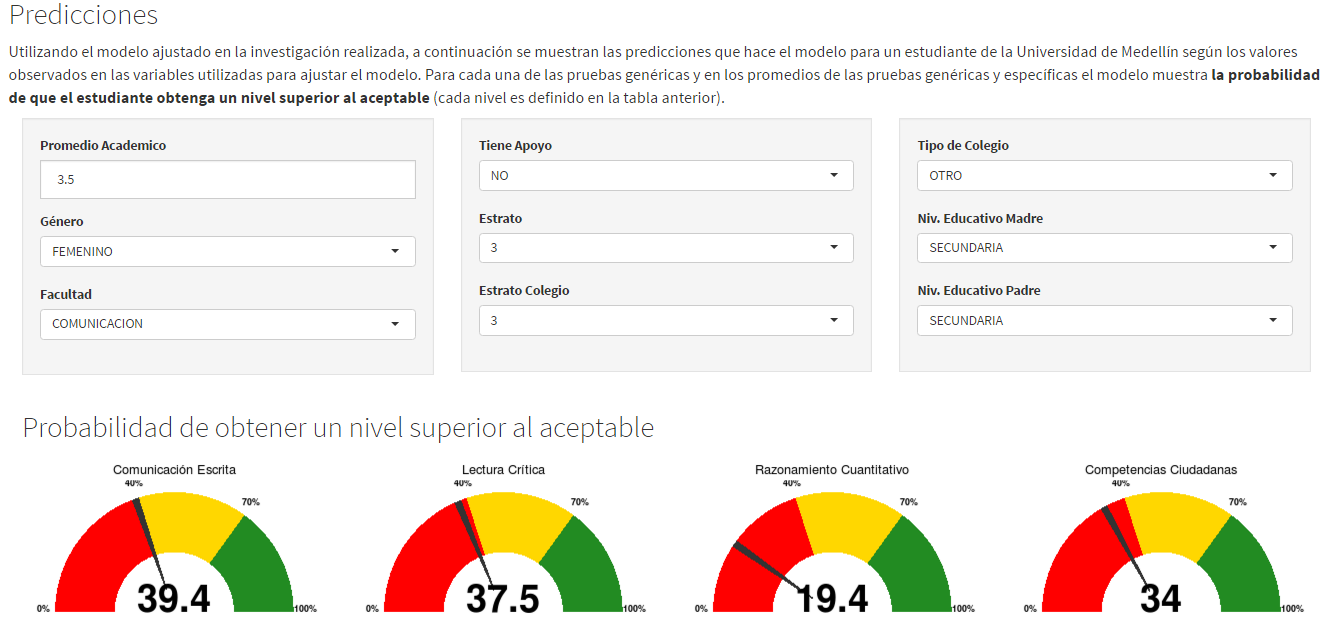 Predicciones
Utilizando el modelo ajustado en la investigación realizada, a continuación se muestran las predicciones que hace el modelo para un estudiante de la Universidad de Medellín según los valores
observados en las variables utilizadas para ajustar el modelo. Para cada una de las pruebas genéricas y en los promedios de las pruebas genéricas y específicas el modelo muestra la probabilidad
de que el estudiante obtenga un nivel superior al aceptable (cada nivel es definido en la tabla anterior).
Promedio Academico
3.5
Género
FEMENINO
Facultad
COMUNICACION
Tiene Apoyo
NO
Estrato
3
Estrato Colegio
3
Tipo de Colegio
OTRO
Niv. Educativo Madre
SECUNDARIA
Niv. Educativo Padre
SECUNDARIA
Probabilidad de obtener un nivel superior al aceptable
Comunicación Escrita
40%
70%
0%
39.4
100%
Lectura Crítica
40%
70%
0%
37.5
100%
Razonamiento Cuantitativo
40%
70%
0%
19.4
100%
Competencias Ciudadanas
40%
70%
0%
34
100%